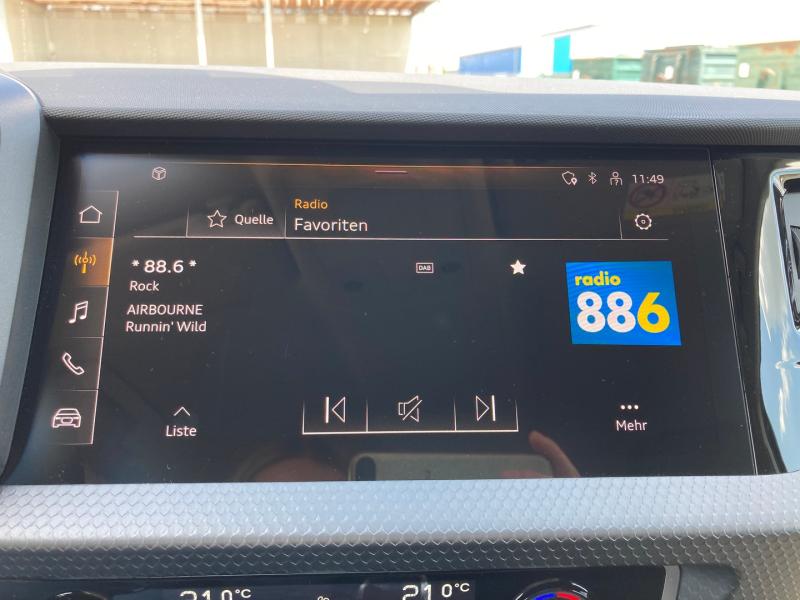 11:49
Radio
Quelle
Favoriten
* 88.6 *
DAB
Rock
AIRBOURNE
Runnin' Wild
radio
886
Liste
Mehr
21.0°C
21.0°C